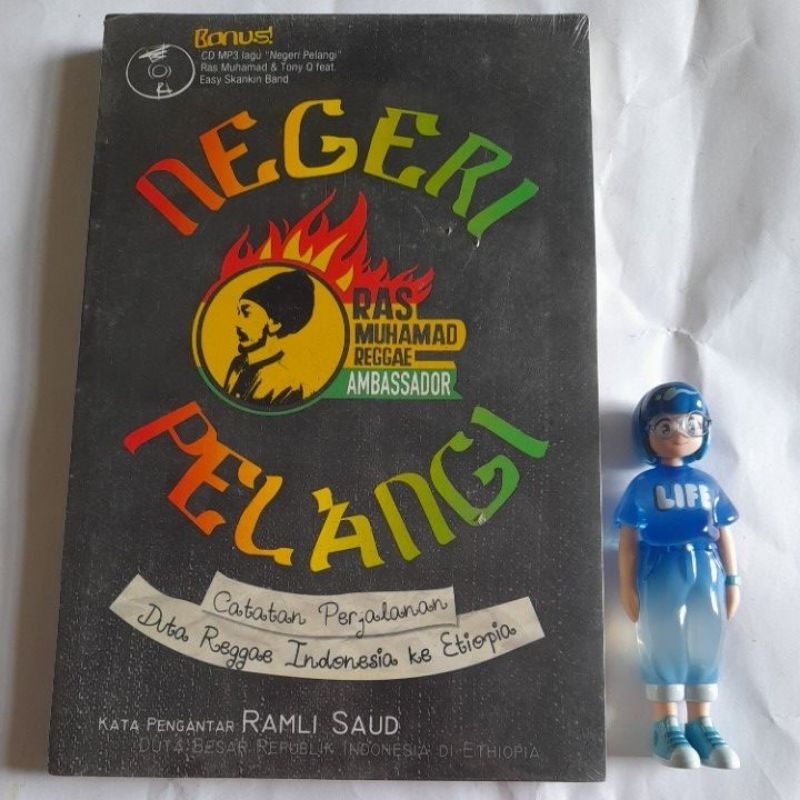 Bonus!
CD MP3 lagu "Negeri Pelangi"
Ras Muhamad & Tony Q feat.
Easy Skankin Band
NEGERI
RAS
MUHAMAD
REGGAE
AMBASSADOR
PELANGI
Catatan Perjalanan
Duta Reggae Indonesia ke Etiopia
KATA PENGANTAR RAMLI SAUD
DUTA BESAR REPUBLIK INDONESIA DI ETHIOPIA
LIFE